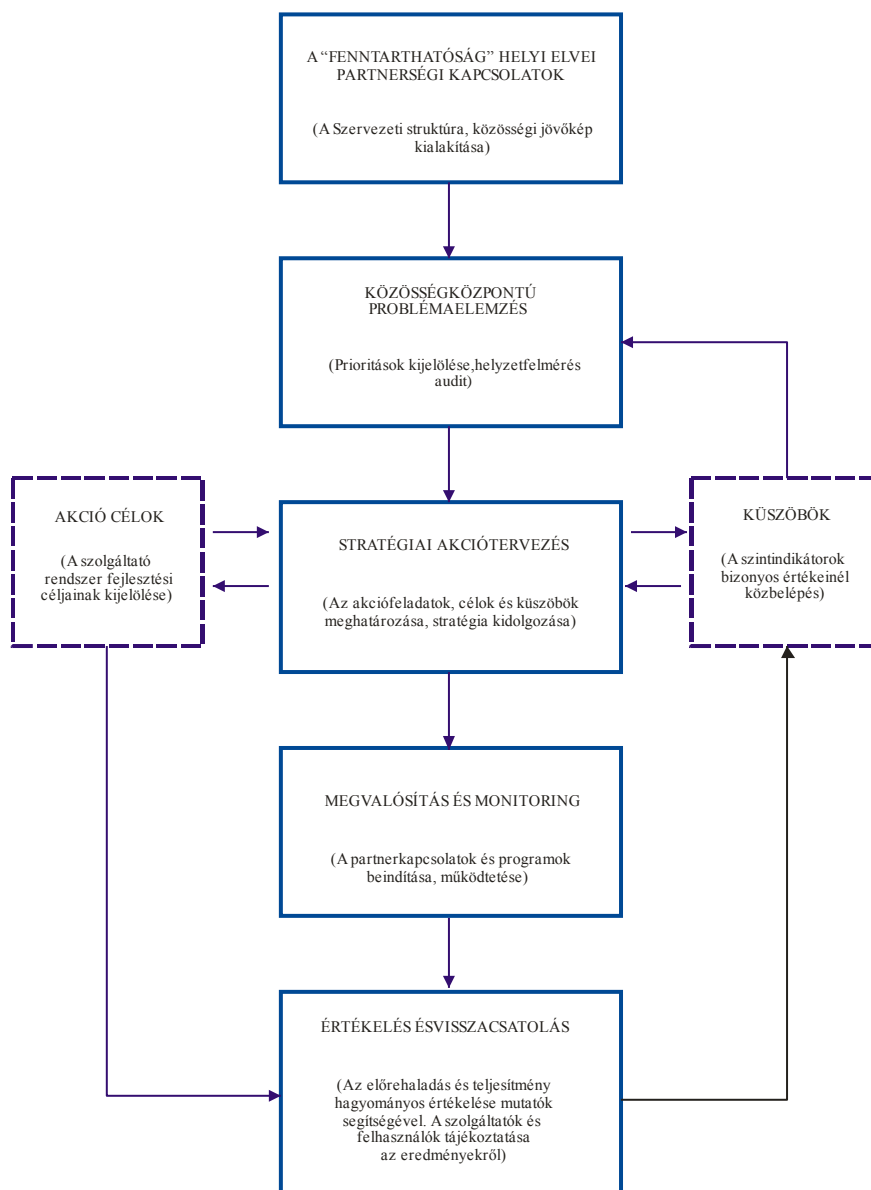 A “FENNTARTHATÓSÁG” HELYI ELVEI
PARTNERSÉGI KAPCSOLATOK
(A Szervezeti struktúra, közösségi jövőkép
kialakítása)
KÖZÖSSÉGKÖZPONTÚ
PROBLÉMAELEMZÉS
(Prioritások kijelölése,helyzetfelmérés
audit)
AKCIÓ CÉLOK
(A szolgáltató
rendszer fejlesztési
céljainak kijelölése)
STRATÉGIAI AKCIÓTERVEZÉS
(Az akciófeladatok, célok és küszöbök
meghatározása, stratégia kidolgozása)
KÜSZÖBÖK
(A szintindikátorok
bizonyos értékeinél
közbelépés)
MEGVALÓSÍTÁS ÉS MONITORING
(A partnerkapcsolatok és programok
beindítása, működtetése)
ÉRTÉKELÉS ÉSVISSZACSATOLÁS
(Az előrehaladás és teljesítmény
hagyományos értékelése mutatók
segítségével. A szolgáltatók és
felhasználók tájékoztatása
az eredményekről)